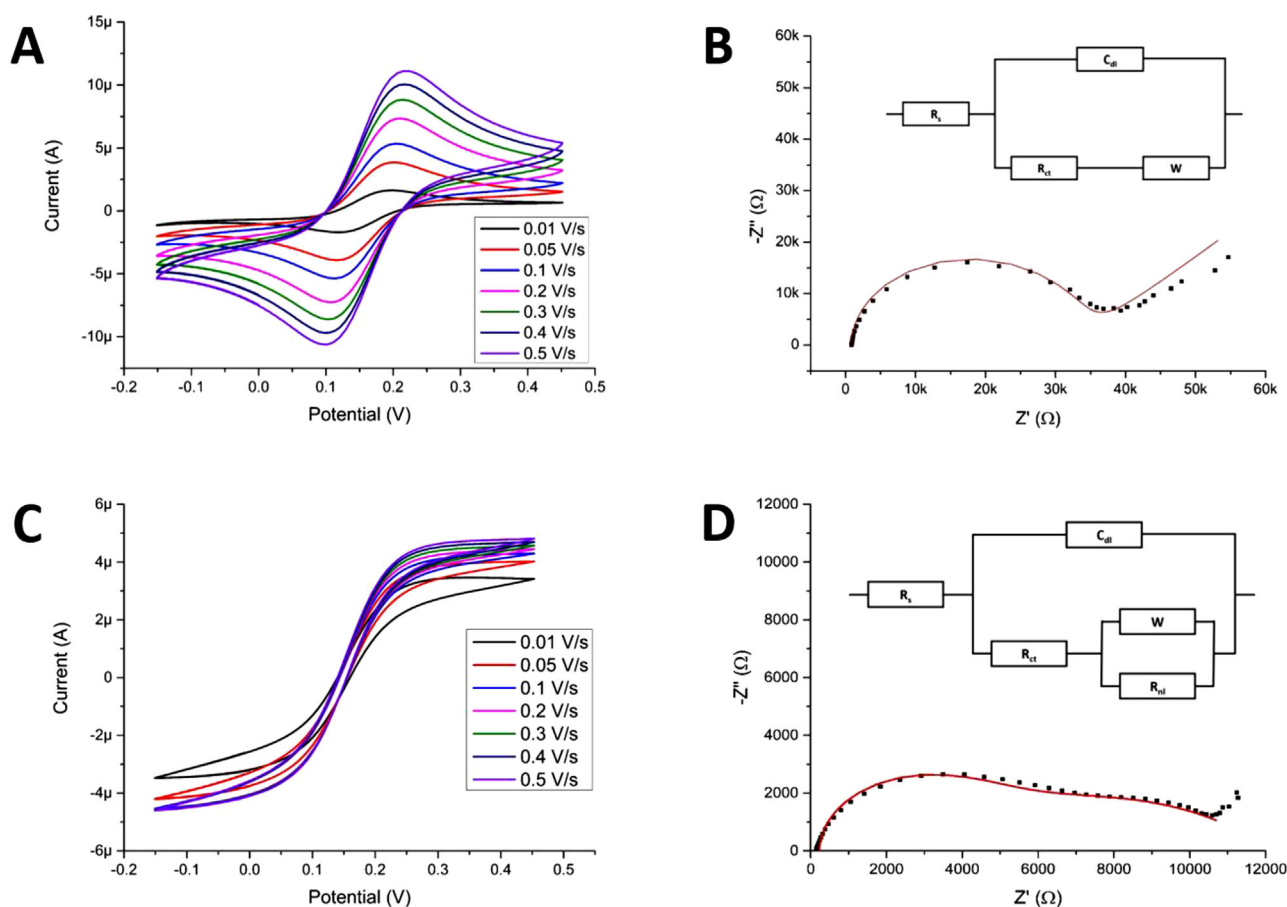 A
15µ
10µ
5µ
0
-5µ
-10µ
Current (A)
0.01 V/s
0.05 V/s
0.1 V/s
0.2 V/s
0.3 V/s
0.4 V/s
0.5 V/s
-0.2 -0.1 0.0 0.1 0.2 0.3 0.4 0.5
Potential (V)
B
60k
50k
40k
30k
20k
10k
0
-Z'' (Ω)
Cdl
Rs
Rct W
0 10k 20k 30k 40k 50k 60k
Z' (Ω)
C
6µ
4µ
2µ
0
-2µ
-4µ
-6µ
Current (A)
0.01 V/s
0.05 V/s
0.1 V/s
0.2 V/s
0.3 V/s
0.4 V/s
0.5 V/s
-0.2 -0.1 0.0 0.1 0.2 0.3 0.4 0.5
Potential (V)
D
12000
10000
8000
6000
4000
2000
0
-Z'' (Ω)
Cdl
Rs
W
Rct
Rnl
0 2000 4000 6000 8000 10000 12000
Z' (Ω)